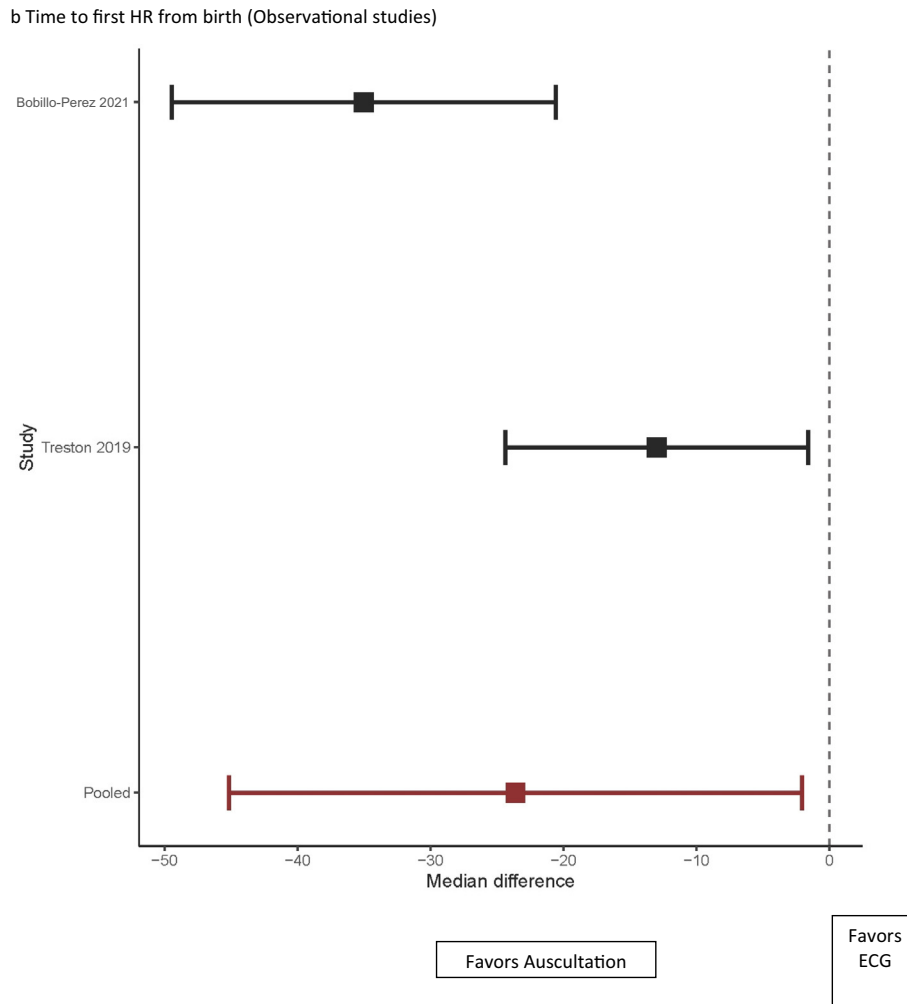 b Time to first HR from birth (Observational studies)
Bobillo-Perez 2021
Study
Treston 2019
Pooled
−50 −40 −30 −20 −10 0
Median difference
Favors Auscultation
Favors
ECG